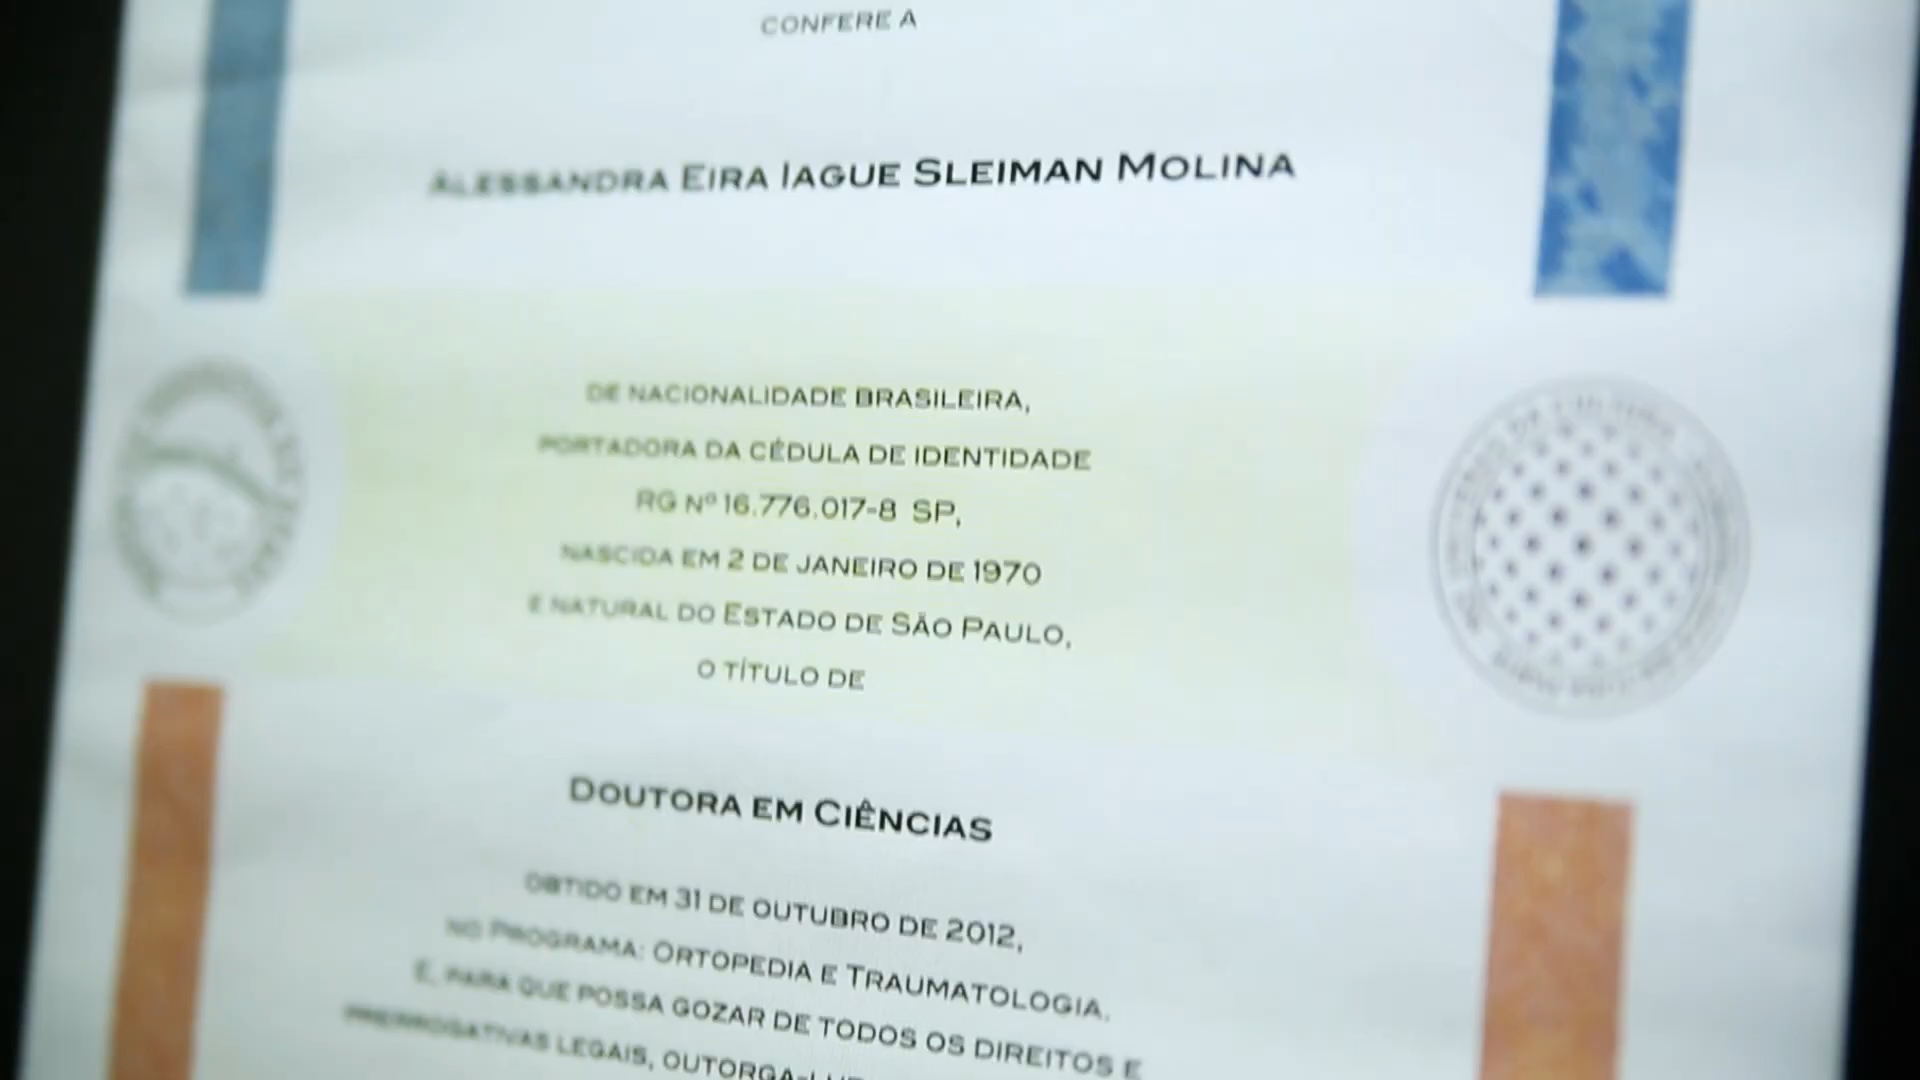 CONFERE A
ALESSANDRA EIRA IAGUE SLEIMAN MOLINA
DE NACIONALIDADE BRASILEIRA,
PORTADORA DA CÉDULA DE IDENTIDADE
RG Nº 16.776.017-8 SP,
NASCIDA EM 2 DE JANEIRO DE 1970
E NATURAL DO ESTADO DE SÃO PAULO,
O TÍTULO DE
DOUTORA EM CIÊNCIAS
OBTIDO EM 31 DE OUTUBRO DE 2012,
NO PROGRAMA: ORTOPEDIA E TRAUMATOLOGIA.
E, PARA QUE POSSA GOZAR DE TODOS OS DIREITOS E
PRERROGATIVAS LEGAIS,